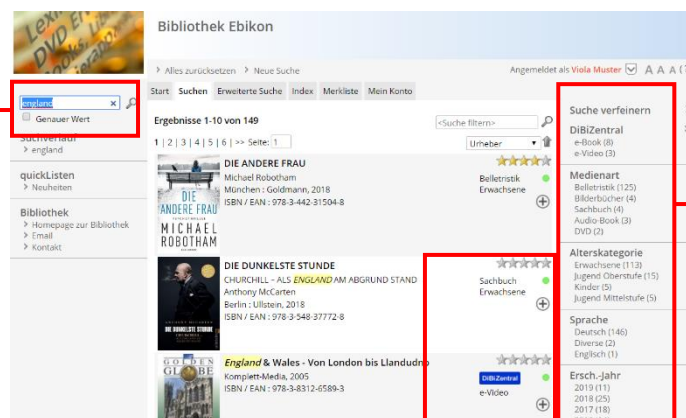 Bibliothek Ebikon
> Alles zurücksetzen > Neue Suche
Angemeldet als Viola Muster A A A
england x
Genauer Wert
Suchverlauf
> england
quickListen
> Neuheiten
Bibliothek
> Homepage zur Bibliothek
> Email
> Kontakt
Start Suchen Erweiterte Suche Index Merkliste Mein Konto
Ergebnisse 1-10 von 149
<Suche filtern>
1 | 2 | 3 | 4 | 5 | 6 | >> Seite: 1
Urheber
DIE ANDERE FRAU
MICHAEL
ROBOTHAM
DIE ANDERE FRAU
Michael Robotham
München : Goldmann, 2018
ISBN / EAN : 978-3-442-31504-8
Belletristik
Erwachsene
DIE DUNKELSTE STUNDE
DIE DUNKELSTE STUNDE
CHURCHILL – ALS ENGLAND AM ABGRUND STAND
Anthony McCarten
Berlin : Ullstein, 2018
ISBN / EAN : 978-3-548-37772-8
Sachbuch
Erwachsene
GOLDEN
GLOBE
England & Wales - Von London bis Llandudno
Komplett-Media, 2005
ISBN / EAN : 978-3-8312-6589-3
DiBiZentral
e-Video
Suche verfeinern
DiBiZentral
e-Book (8)
e-Video (3)
Medienart
Belletristik (125)
Bilderbücher (4)
Sachbuch (4)
Audio-Book (3)
DVD (2)
Alterskategorie
Erwachsene (113)
Jugend Oberstufe (15)
Kinder (5)
Jugend Mittelstufe (5)
Sprache
Deutsch (146)
Diverse (2)
Englisch (1)
Ersch.-Jahr
2019 (11)
2018 (25)
2017 (18)